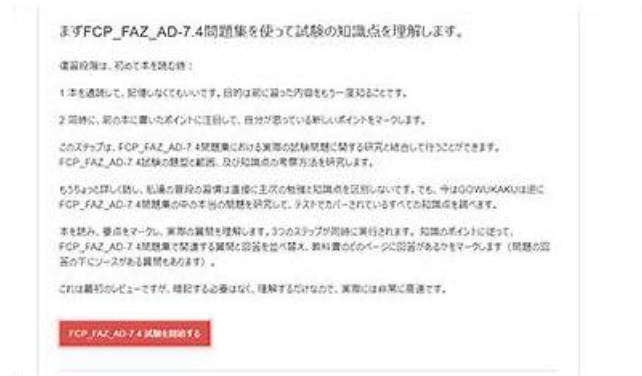 まずFCP_FAZ_AD-7.4問題集を使って試験の知識点を理解します。
復習段階は、初めて本を読む時：
1 本を通読して、記憶しなくてもいいです。目的は前に習った内容をもう一度知ることです。
2 同時に、前の本に書いたポイントに注目して、自分が思っている新しいポイントをマークします。
このステップは、FCP_FAZ_AD-7.4問題集における実際の試験問題に関する研究と結合して行うことができます。
FCP_FAZ_AD-7.4試験の題型と範囲、及び知識点の考察方法を研究します。
もうちょっと詳しく話し、私達の普段の習慣は直接に主次の勉強と知識点を区別しないです。でも、今はGOWUKAKUは逆に
FCP_FAZ_AD-7.4問題集の中の本当の問題を研究して、テストでカバーされているすべての知識点を調べます。
本を読み、要点をマークし、実際の質問を理解します。3つのステップが同時に実行されます。知識のポイントに従って、
FCP_FAZ_AD-7.4問題集で関連する質問と回答を並べ替え、教科書のどのページに回答があるかをマークします（問題の回
答の下にソースがある質問もあります）。
これは最初のレビューですが、暗記する必要はなく、理解するだけなので、実際には非常に高速です。
FCP_FAZ_AD-7.4 試験を開始する